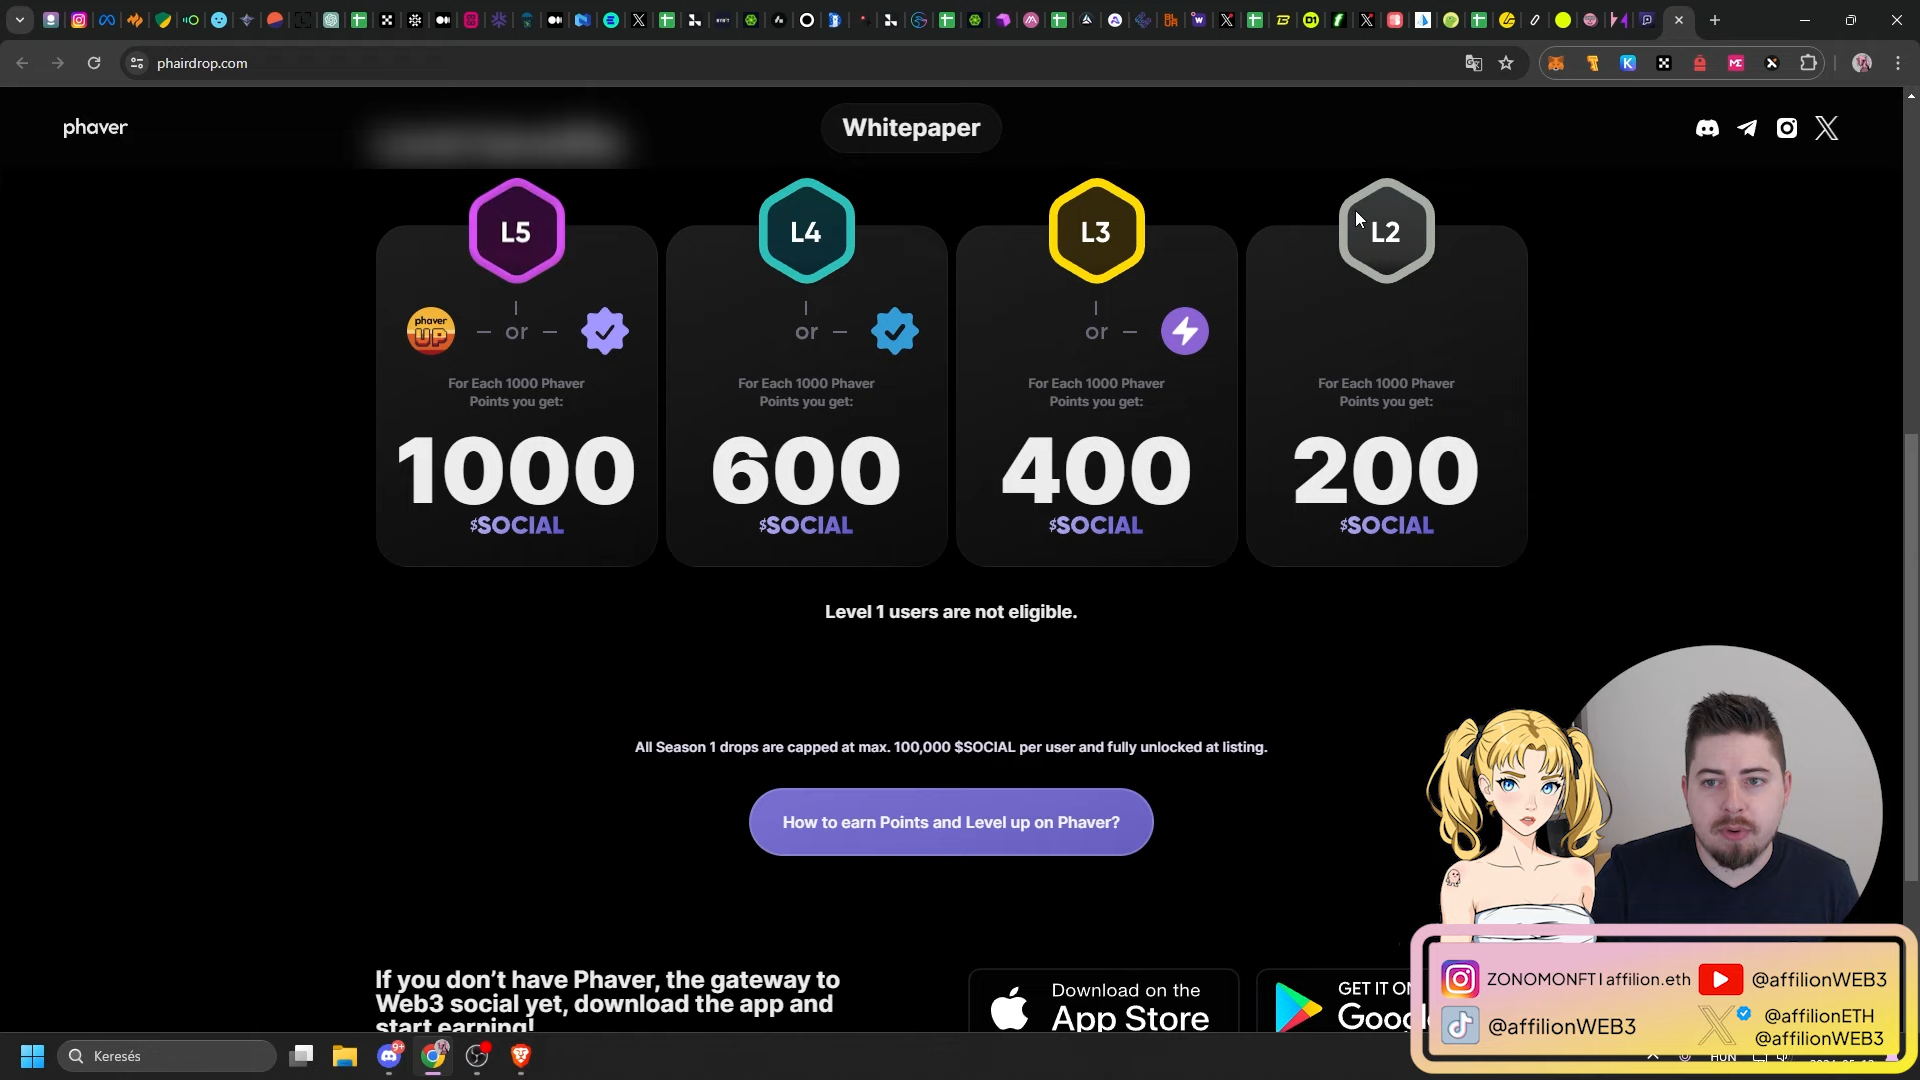 phairdrop.com
phaver
Whitepaper
L5
L4
L3
L2
phaver
UP
or
or
or
For Each 1000 Phaver
Points you get:
For Each 1000 Phaver
Points you get:
For Each 1000 Phaver
Points you get:
For Each 1000 Phaver
Points you get:
1000
600
400
200
$SOCIAL
$SOCIAL
$SOCIAL
$SOCIAL
Level 1 users are not eligible.
All Season 1 drops are capped at max. 100,000 $SOCIAL per user and fully unlocked at listing.
How to earn Points and Level up on Phaver?
If you don't have Phaver, the gateway to
Web3 social yet, download the app and
start earning!
Download on the
App Store
GET IT
Goo
ZONOMONFT | affilion.eth
@affilionWEB3
@affilionWEB3
@affilionETH
@affilionWEB3
Keresés
9+
HUN